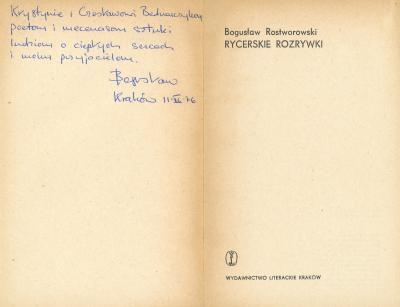 Krystynie i Czesławowi Bednarczykom
poetom i mecenasom sztuki
ludziom o ciepłych sercach
i moim przyjaciołom.
Bogusław
Kraków 11.IX 76
Bogusław Rostworowski
RYCERSKIE ROZRYWKI
WYDAWNICTWO LITERACKIE KRAKÓW